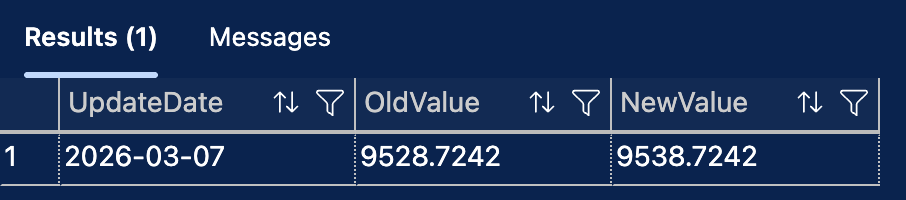 Results (1) Messages
UpdateDate OldValue NewValue
1 2026-03-07 9528.7242 9538.7242